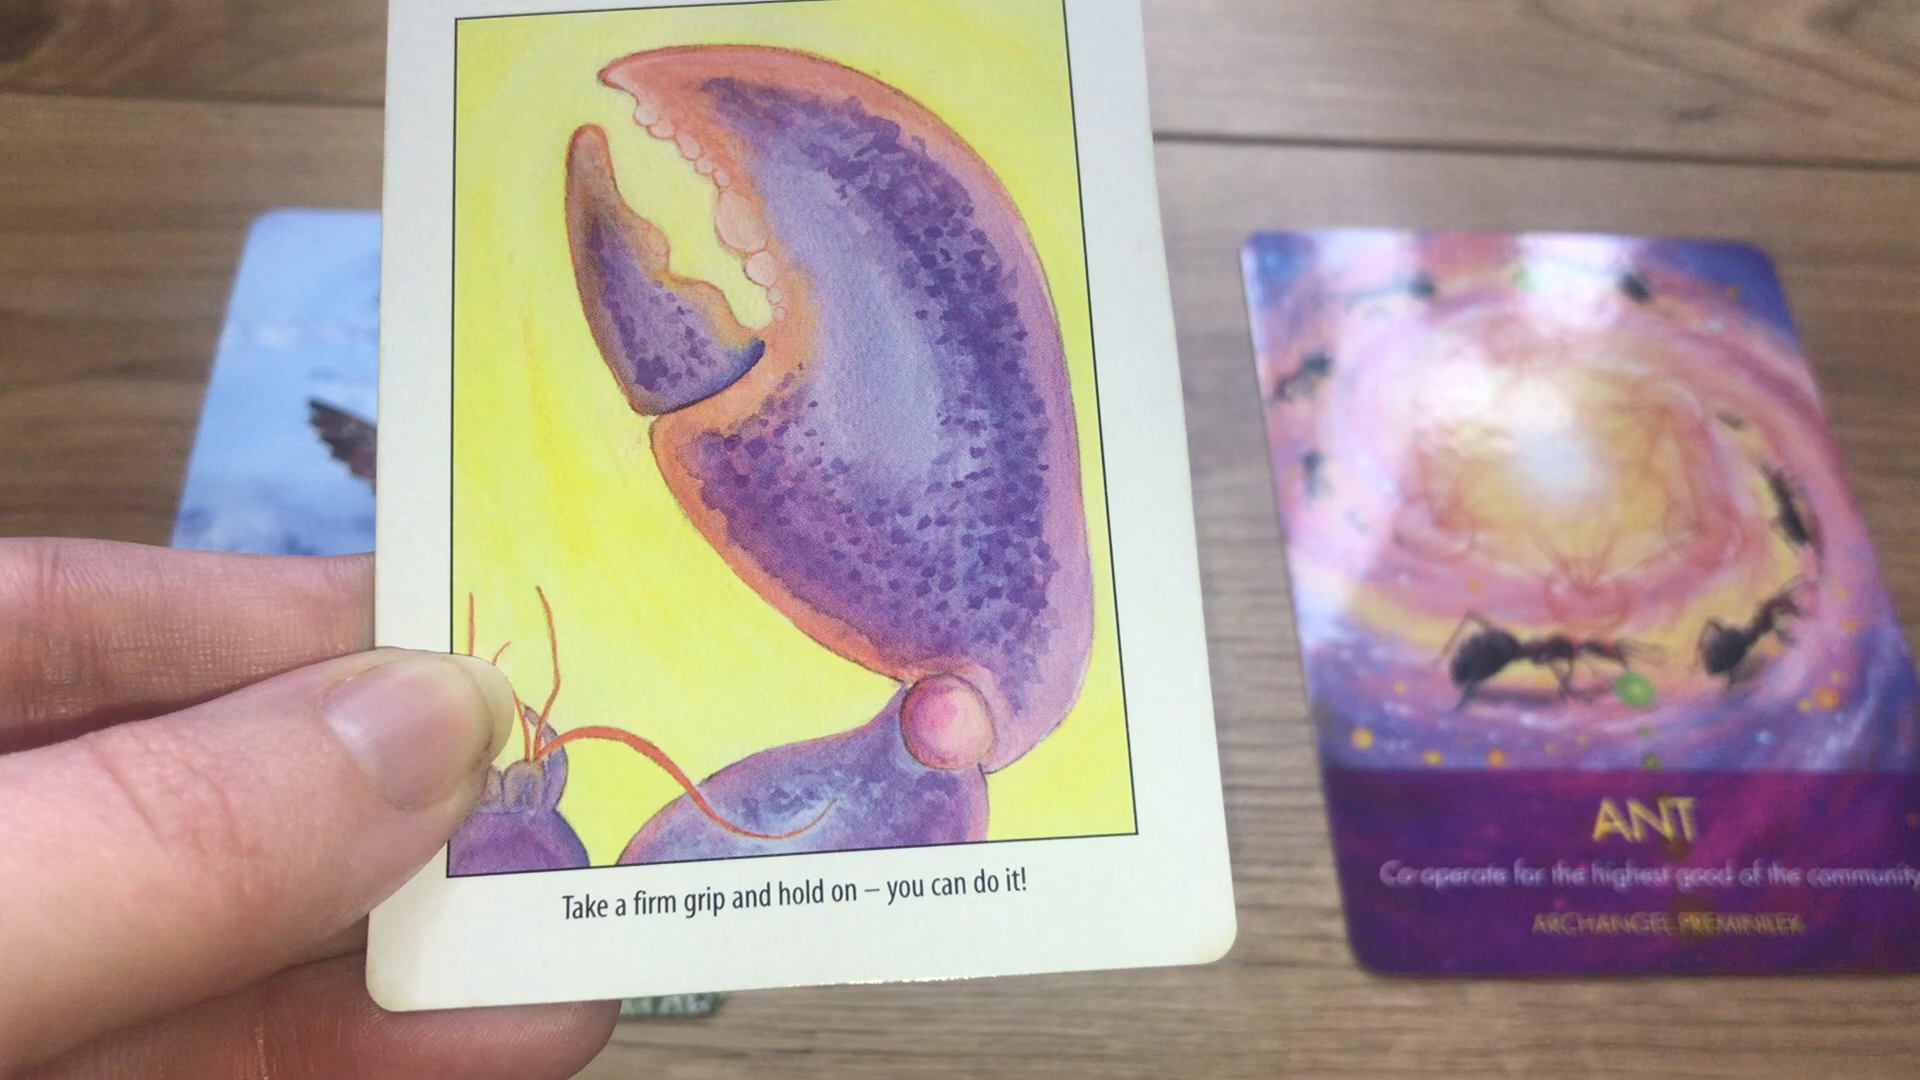 Take a firm grip and hold on – you can do it!
ANT
Co-operate for the highest good of the community
ARCHANGEL PREMINILEK